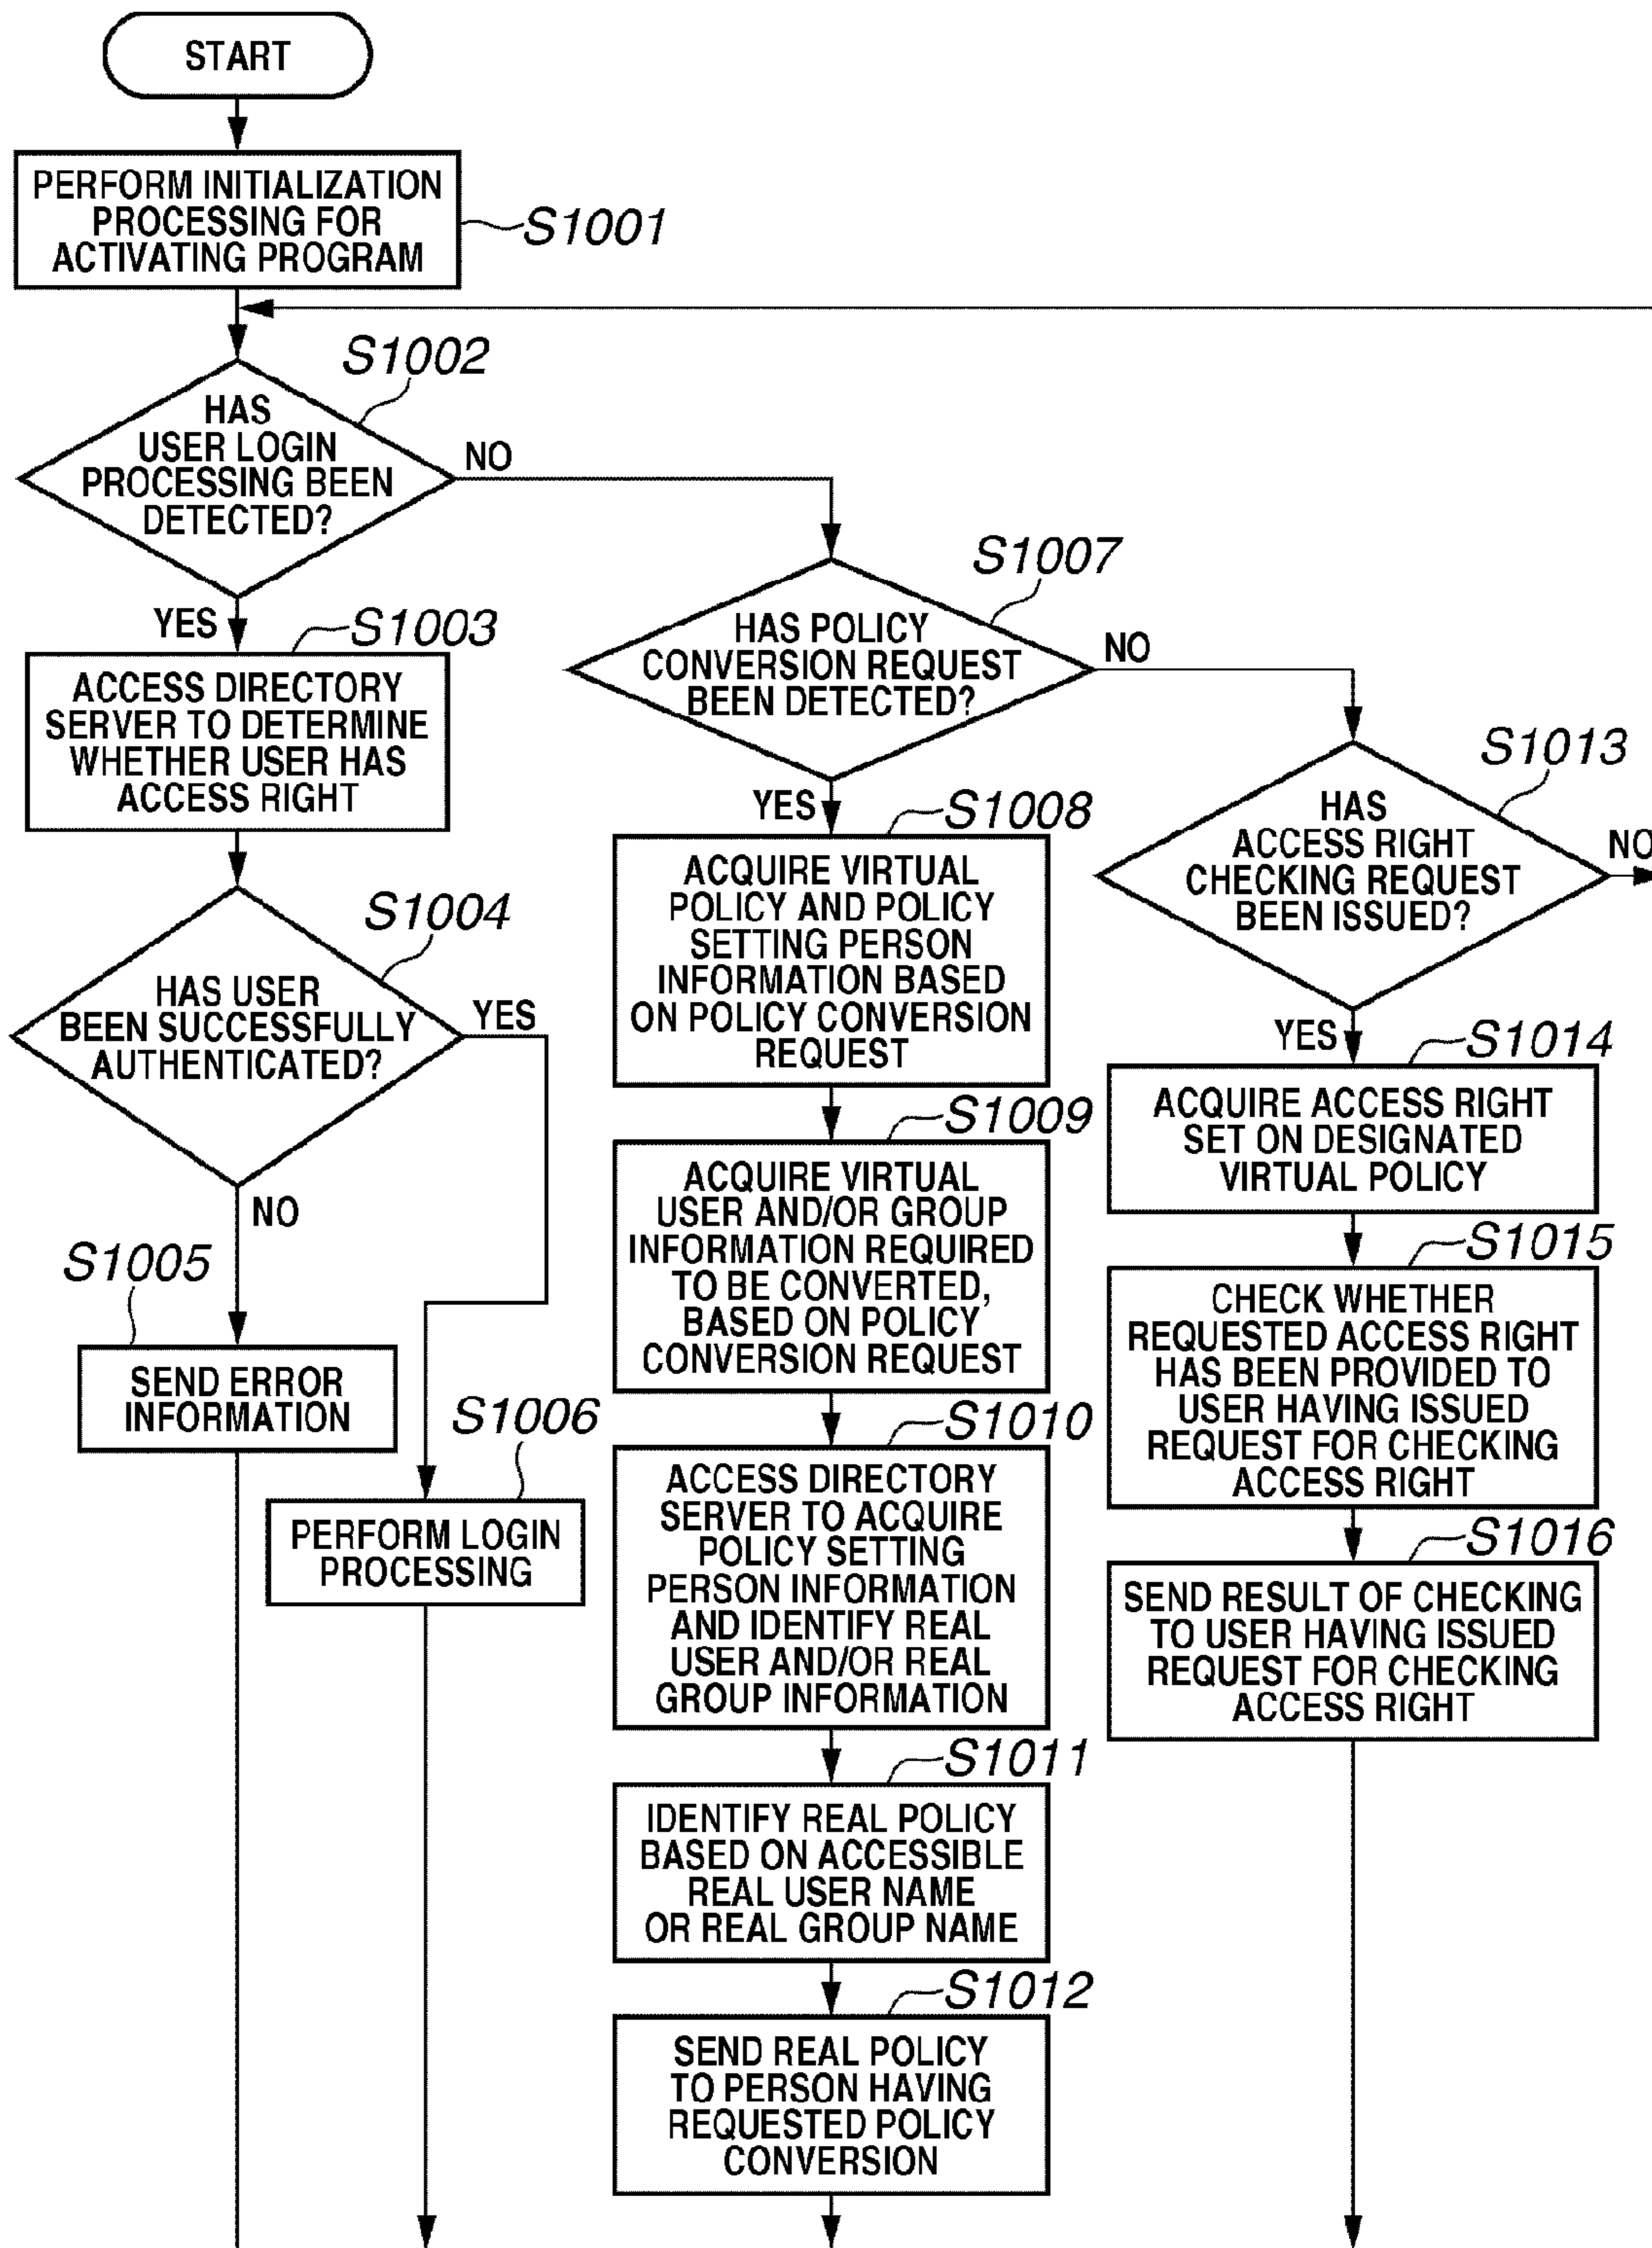 START
PERFORM INITIALIZATION
PROCESSING FOR
ACTIVATING PROGRAM
S1001
S1002
HAS
USER LOGIN
PROCESSING BEEN
DETECTED?
NO
YES
S1003
ACCESS DIRECTORY
SERVER TO DETERMINE
WHETHER USER HAS
ACCESS RIGHT
S1004
HAS USER
BEEN SUCCESSFULLY
AUTHENTICATED?
YES
NO
S1005
SEND ERROR
INFORMATION
S1006
PERFORM LOGIN
PROCESSING
S1007
HAS POLICY
CONVERSION REQUEST
BEEN DETECTED?
NO
YES
S1008
ACQUIRE VIRTUAL
POLICY AND POLICY
SETTING PERSON
INFORMATION BASED
ON POLICY CONVERSION
REQUEST
S1009
ACQUIRE VIRTUAL
USER AND/OR GROUP
INFORMATION REQUIRED
TO BE CONVERTED,
BASED ON POLICY
CONVERSION REQUEST
S1010
ACCESS DIRECTORY
SERVER TO ACQUIRE
POLICY SETTING
PERSON INFORMATION
AND IDENTIFY REAL
USER AND/OR REAL
GROUP INFORMATION
S1011
IDENTIFY REAL POLICY
BASED ON ACCESSIBLE
REAL USER NAME
OR REAL GROUP NAME
S1012
SEND REAL POLICY
TO PERSON HAVING
REQUESTED POLICY
CONVERSION
S1013
HAS
ACCESS RIGHT
CHECKING REQUEST
BEEN ISSUED?
NO
YES
S1014
ACQUIRE ACCESS RIGHT
SET ON DESIGNATED
VIRTUAL POLICY
S1015
CHECK WHETHER
REQUESTED ACCESS RIGHT
HAS BEEN PROVIDED TO
USER HAVING ISSUED
REQUEST FOR CHECKING
ACCESS RIGHT
S1016
SEND RESULT OF CHECKING
TO USER HAVING ISSUED
REQUEST FOR CHECKING
ACCESS RIGHT